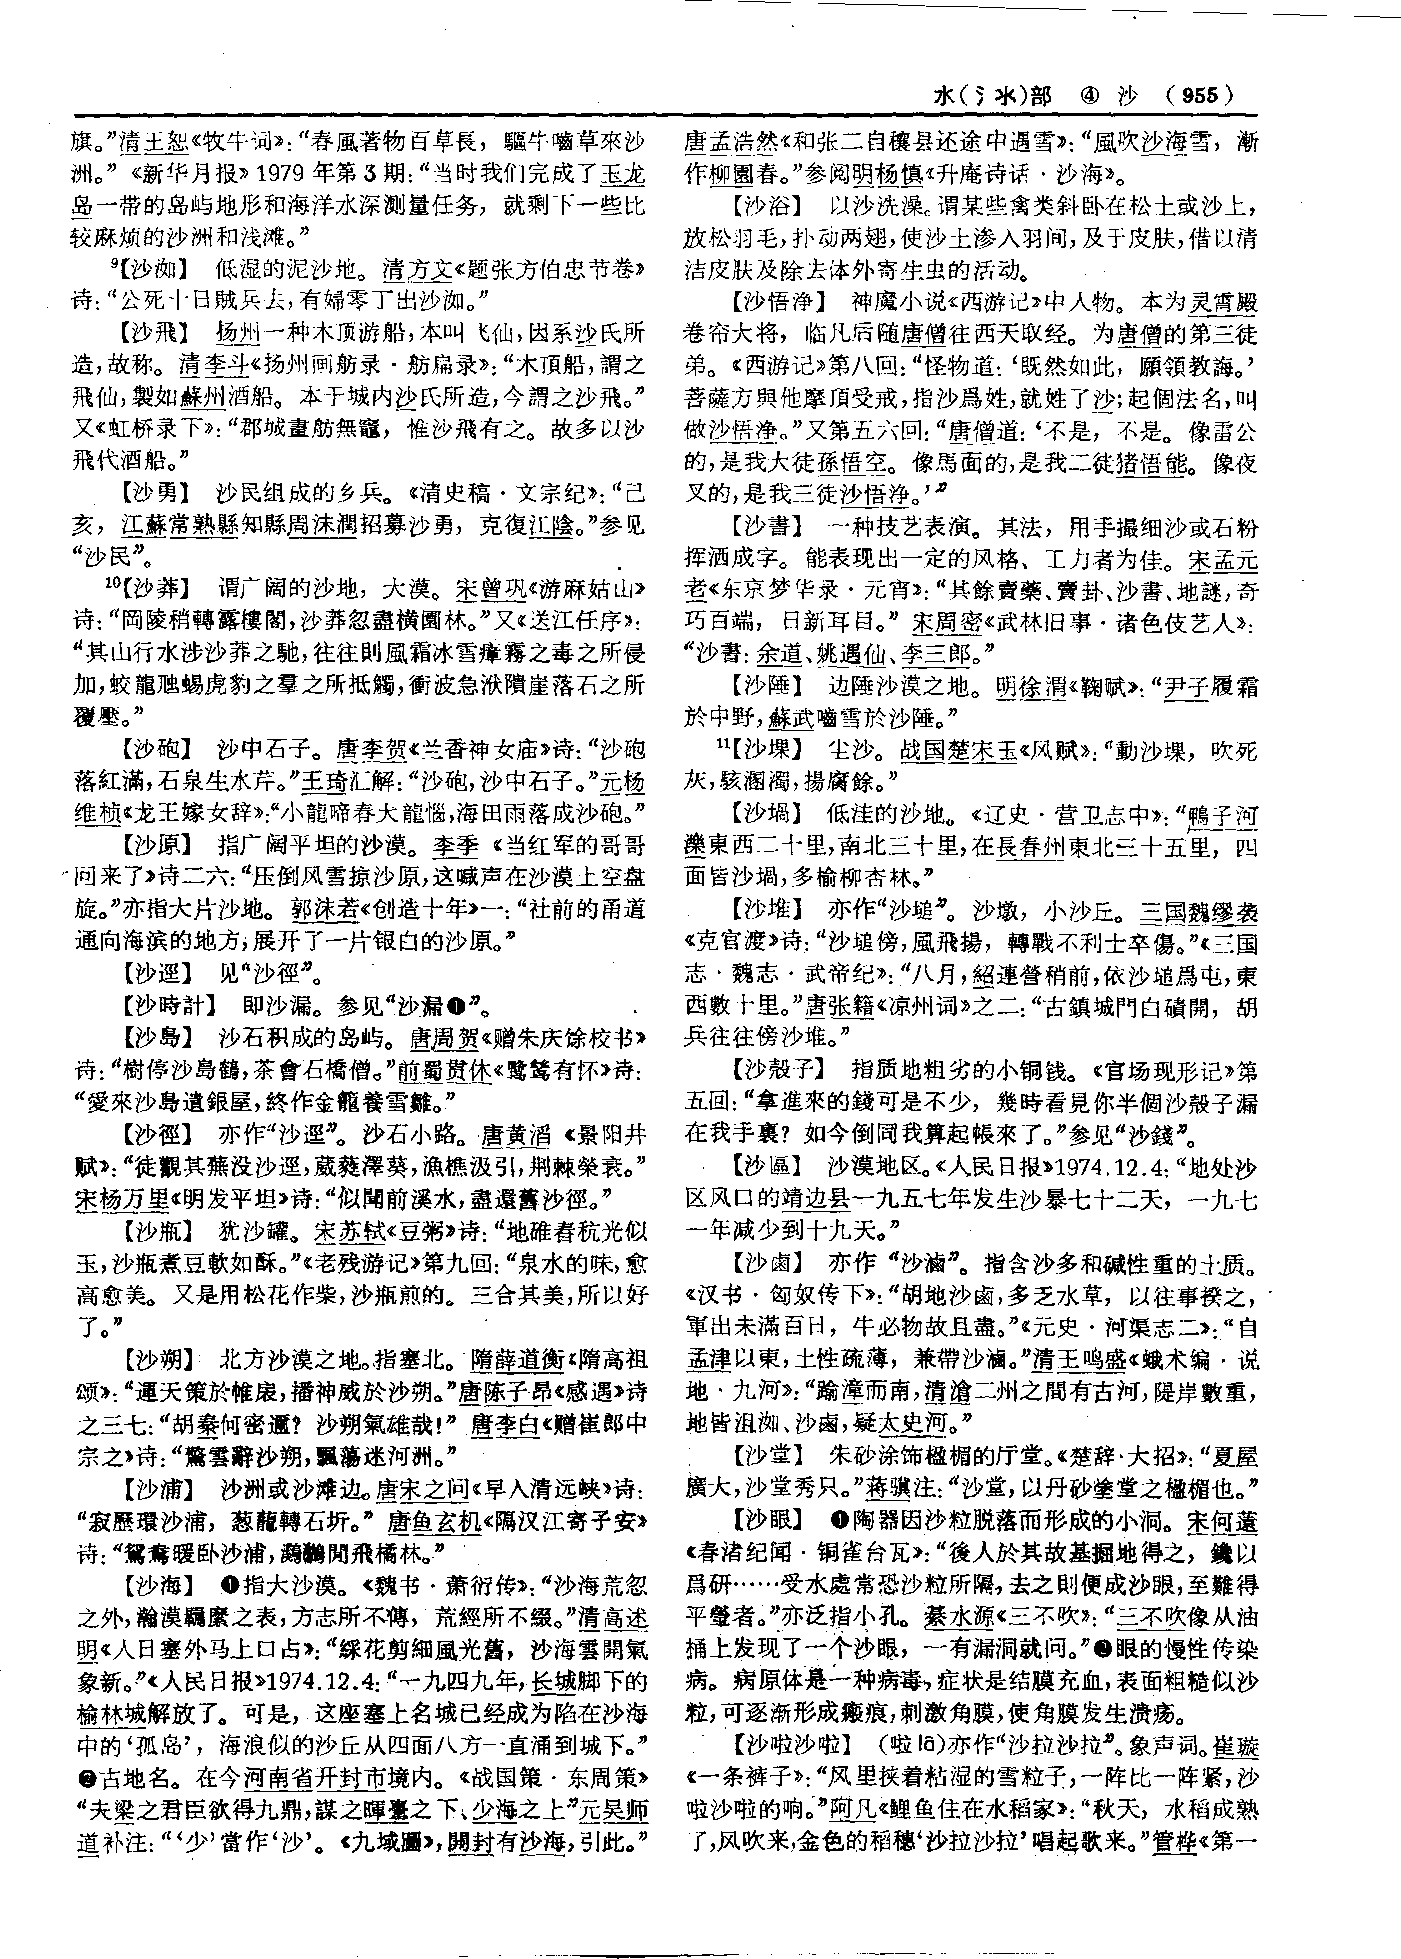 水(氵氺)部　④　沙　（955）
旗。”清王恕《牧牛词》：“春風著物百草長，驅牛嚙草來沙
洲。”《新华月报》1979年第3期：“当时我们完成了玉龙
岛一带的岛屿地形和海洋水深测量任务，就剩下一些比
较麻烦的沙洲和浅滩。”
⁹【沙洳】　低湿的泥沙地。清方文《题张方伯忠节卷》
诗：“公死十日贼兵去，有婦零丁出沙洳。”
【沙飛】　扬州一种木顶游船，本叫飞仙，因系沙氏所
造，故称。清李斗《扬州画舫录·舫扁录》：“木頂船，謂之
飛仙，製如蘇州酒船。本于城内沙氏所造，今謂之沙飛。”
又《虹桥录下》：“郡城畫舫無竈，惟沙飛有之。故多以沙
飛代酒船。”
【沙勇】　沙民组成的乡兵。《清史稿·文宗纪》：“己
亥，江蘇常熟縣知縣周沐潤招募沙勇，克復江陰。”参见
“沙民”。
¹⁰【沙莽】　谓广阔的沙地，大漠。宋曾巩《游麻姑山》
诗：“岡陵稍轉露樓閣，沙莽忽盡橫園林。”又《送江任序》：
“其山行水涉沙莽之馳，往往則風霜冰雪瘴霧之毒之所侵
加，蛟龍虺蜴虎豹之羣之所抵觸，衝波急洑隤崖落石之所
覆壓。”
【沙砲】　沙中石子。唐李贺《兰香神女庙》诗：“沙砲
落紅滿，石泉生水芹。”王琦汇解：“沙砲，沙中石子。”元杨
维桢《龙王嫁女辞》：“小龍啼春大龍惱，海田雨落成沙砲。”
【沙原】　指广阔平坦的沙漠。李季《当红军的哥哥
回来了》诗二六：“压倒风雪掠沙原，这喊声在沙漠上空盘
旋。”亦指大片沙地。郭沫若《创造十年》一：“社前的甬道
通向海滨的地方，展开了一片银白的沙原。”
【沙逕】　见“沙徑”。
【沙時計】　即沙漏。参见“沙漏❶”。
【沙島】　沙石积成的岛屿。唐周贺《赠朱庆馀校书》
诗：“樹停沙島鶴，茶會石橋僧。”前蜀贯休《鹭鸶有怀》诗：
“愛來沙島遺銀屋，終作金籠養雪雛。”
【沙徑】　亦作“沙逕”。沙石小路。唐黄滔《景阳井
赋》：“徒觀其蕪没沙逕，葳蕤澤葵，漁樵汲引，荆棘榮衰。”
宋杨万里《明发平坦》诗：“似聞前溪水，盡還舊沙徑。”
【沙瓶】　犹沙罐。宋苏轼《豆粥》诗：“地碓舂秔光似
玉，沙瓶煮豆軟如酥。”《老残游记》第九回：“泉水的味，愈
高愈美。又是用松花作柴，沙瓶煎的。三合其美，所以好
了。”
【沙朔】　北方沙漠之地。指塞北。隋薛道衡《隋高祖
颂》：“運天策於帷扆，播神威於沙朔。”唐陈子昂《感遇》诗
之三七：“胡秦何密邇？沙朔氣雄哉！”唐李白《赠崔郎中
宗之》诗：“驚雲辭沙朔，飄蕩迷河洲。”
【沙浦】　沙洲或沙滩边。唐宋之问《早入清远峡》诗：
“寂歷環沙浦，葱蘢轉石圻。”唐鱼玄机《隔汉江寄子安》
诗：“鴛鴦暖卧沙浦，鸂鶒閒飛橘林。”
【沙海】　❶指大沙漠。《魏书·萧衍传》：“沙海荒忽
之外，瀚漠羈縻之表，方志所不傳，荒經所不綴。”清高述
明《人日塞外马上口占》：“綵花剪細風光舊，沙海雲開氣
象新。”《人民日报》1974.12.4：“一九四九年，长城脚下的
榆林城解放了。可是，这座塞上名城已经成为陷在沙海
中的‘孤岛’，海浪似的沙丘从四面八方一直涌到城下。”
❷古地名。在今河南省开封市境内。《战国策·东周策》
“夫梁之君臣欲得九鼎，謀之暉臺之下、少海之上”元吴师
道补注：“‘少’當作‘沙’。《九域圖》，開封有沙海，引此。”
唐孟浩然《和张二自穰县还途中遇雪》：“風吹沙海雪，漸
作柳園春。”参阅明杨慎《升庵诗话·沙海》。
【沙浴】　以沙洗澡。谓某些禽类斜卧在松土或沙上，
放松羽毛，扑动两翅，使沙土渗入羽间，及于皮肤，借以清
洁皮肤及除去体外寄生虫的活动。
【沙悟浄】　神魔小说《西游记》中人物。本为灵霄殿
卷帘大将，临凡后随唐僧往西天取经。为唐僧的第三徒
弟。《西游记》第八回：“怪物道：‘既然如此，願領教誨。’
菩薩方與他摩頂受戒，指沙爲姓，就姓了沙；起個法名，叫
做沙悟浄。”又第五六回：“唐僧道：‘不是，不是。像雷公
的，是我大徒孫悟空。像馬面的，是我二徒猪悟能。像夜
叉的，是我三徒沙悟浄。’”
【沙書】　一种技艺表演。其法，用手撮细沙或石粉
挥洒成字。能表现出一定的风格、工力者为佳。宋孟元
老《东京梦华录·元宵》：“其餘賣藥、賣卦、沙書、地謎，奇
巧百端，日新耳目。”宋周密《武林旧事·诸色伎艺人》：
“沙書：余道、姚遇仙、李三郎。”
【沙陲】　边陲沙漠之地。明徐渭《鞠赋》：“尹子履霜
於中野，蘇武嚙雪於沙陲。”
¹¹【沙堁】　尘沙。战国楚宋玉《风赋》：“動沙堁，吹死
灰，駭溷濁，揚腐餘。”
【沙堝】　低洼的沙地。《辽史·营卫志中》：“鴨子河
濼東西二十里，南北三十里，在長春州東北三十五里，四
面皆沙堝，多榆柳杏林。”
【沙堆】　亦作“沙塠”。沙墩，小沙丘。三国魏缪袭
《克官渡》诗：“沙塠傍，風飛揚，轉戰不利士卒傷。”《三国
志·魏志·武帝纪》：“八月，紹連營稍前，依沙塠爲屯，東
西數十里。”唐张籍《凉州词》之二：“古鎮城門白磧開，胡
兵往往傍沙堆。”
【沙殼子】　指质地粗劣的小铜钱。《官场现形记》第
五回：“拿進來的錢可是不少，幾時看見你半個沙殼子漏
在我手裏？如今倒同我算起帳來了。”参见“沙錢”。
【沙區】　沙漠地区。《人民日报》1974.12.4：“地处沙
区风口的靖边县一九五七年发生沙暴七十二天，一九七
一年减少到十九天。”
【沙鹵】　亦作“沙滷”。指含沙多和碱性重的土质。
《汉书·匈奴传下》：“胡地沙鹵，多乏水草，以往事揆之，
軍出未滿百日，牛必物故且盡。”《元史·河渠志二》：“自
孟津以東，土性疏薄，兼帶沙滷。”清王鸣盛《蛾术编·说
地·九河》：“踰漳而南，清滄二州之間有古河，隄岸數重，
地皆沮洳、沙鹵，疑太史河。”
【沙堂】　朱砂涂饰楹楣的厅堂。《楚辞·大招》：“夏屋
廣大，沙堂秀只。”蒋骥注：“沙堂，以丹砂塗堂之楹楣也。”
【沙眼】　❶陶器因沙粒脱落而形成的小洞。宋何薳
《春渚纪闻·铜雀台瓦》：“後人於其故基掘地得之，鑱以
爲研……受水處常恐沙粒所隔，去之則便成沙眼，至難得
平瑩者。”亦泛指小孔。綦水源《三不吹》：“三不吹像从油
桶上发现了一个沙眼，一有漏洞就问。”❷眼的慢性传染
病。病原体是一种病毒，症状是结膜充血，表面粗糙似沙
粒，可逐渐形成瘢痕，刺激角膜，使角膜发生溃疡。
【沙啦沙啦】　（啦 lā）亦作“沙拉沙拉”。象声词。崔璇
《一条裤子》：“风里挟着粘湿的雪粒子，一阵比一阵紧，沙
啦沙啦的响。”阿凡《鲤鱼住在水稻家》：“秋天，水稻成熟
了，风吹来，金色的稻穗‘沙拉沙拉’唱起歌来。”管桦《第一